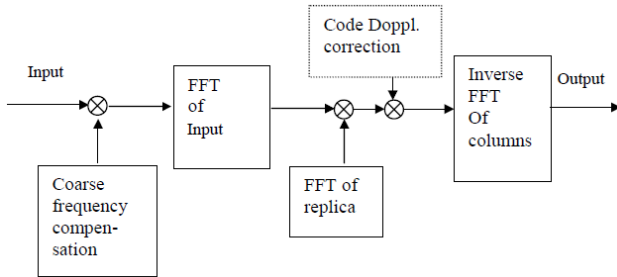 Code Doppl.
correction
Input
FFT
of
Input
Inverse
FFT
Of
columns
Output
Coarse
frequency
compen-
sation
FFT of
replica